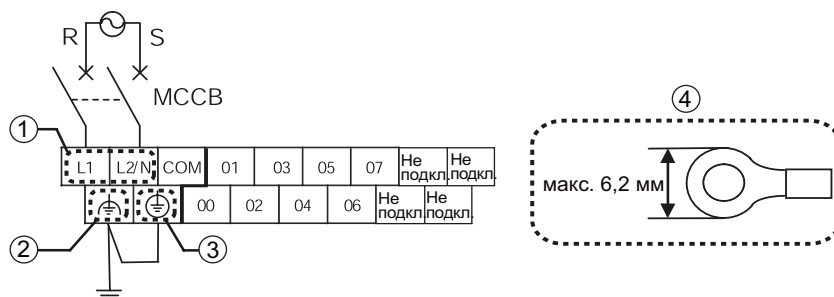 R S
MCCB
①
④
L1 L2/N COM 01 03 05 07 Не подкл. Не подкл.
макс. 6,2 мм
00 02 04 06 Не подкл. Не подкл.
②
③